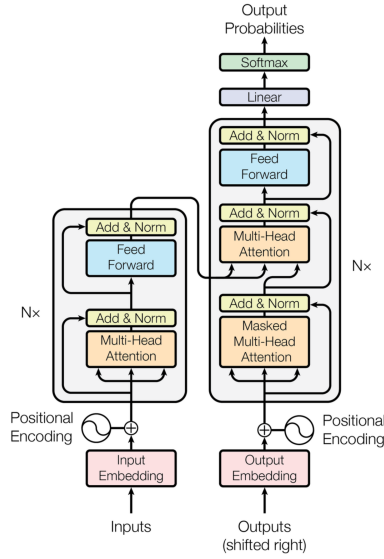 Output
Probabilities
Softmax
Linear
Add & Norm
Feed
Forward
Add & Norm
Multi-Head
Attention
Add & Norm
Masked
Multi-Head
Attention
N×
Positional
Encoding
Output
Embedding
Outputs
(shifted right)
Add & Norm
Feed
Forward
Add & Norm
Multi-Head
Attention
N×
Positional
Encoding
Input
Embedding
Inputs